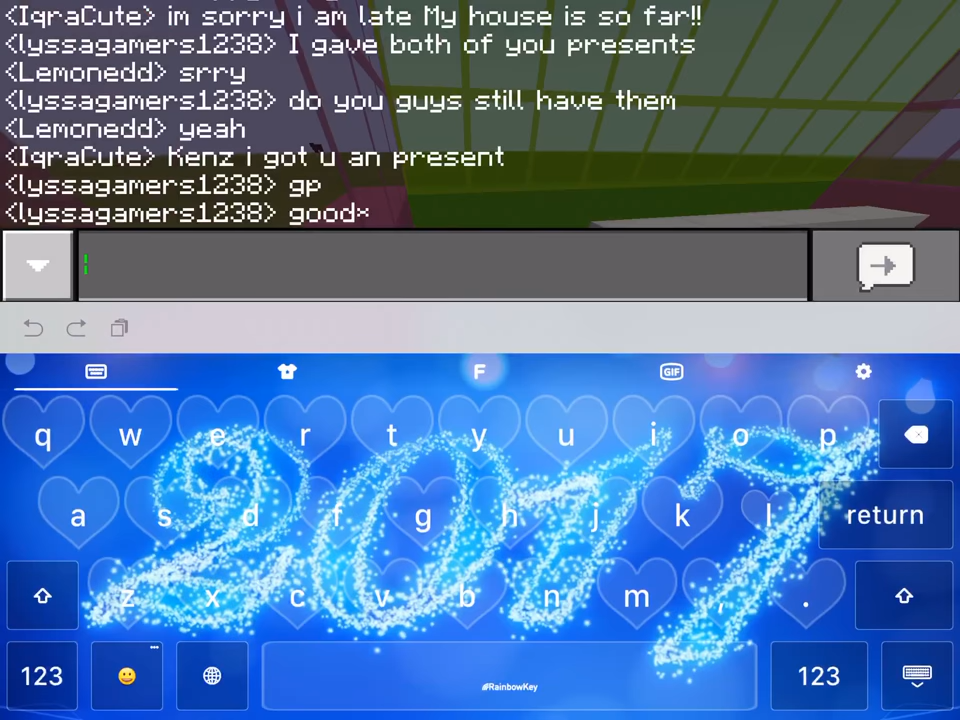 <IqraCute> im sorry i am late My house is so far!!
<lyssagamers1238> I gave both of you presents
<Lemonedd> srry
<lyssagamers1238> do you guys still have them
<Lemonedd> yeah
<IqraCute> Kenz i got u an present
<lyssagamers1238> gp
<lyssagamers1238> good*
F GIF
q w e r t y u i o p
a s d f g h j k l return
z x c v b n m , .
123 RainbowKey 123
2017